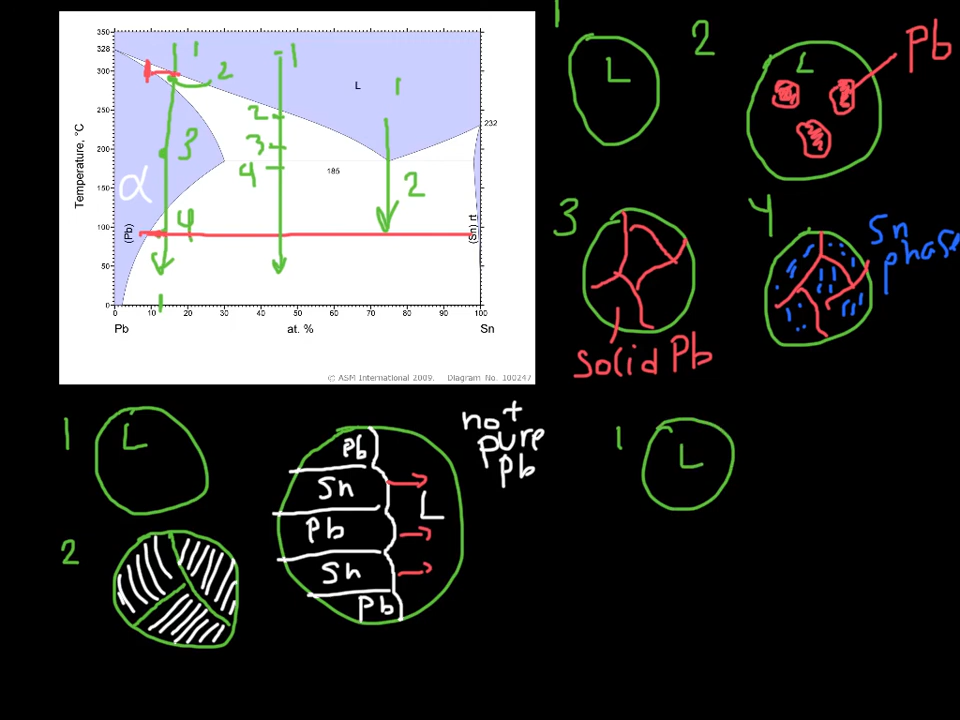 350
328
300
250
200
150
100
50
0
Temperature, °C
0
10
20
30
40
50
60
70
80
90
100
Pb
at. %
Sn
L
232
185
(Pb)
(Sn) rt
α
1
2
3
4
1
1
2
3
4
1
2
© ASM International 2009. Diagram No. 100247
1
L
2
L
Pb
3
solid Pb
4
Sn
phase
1
L
2
Pb
Sn
Pb
Sn
Pb
L
not
pure
pb
1
L